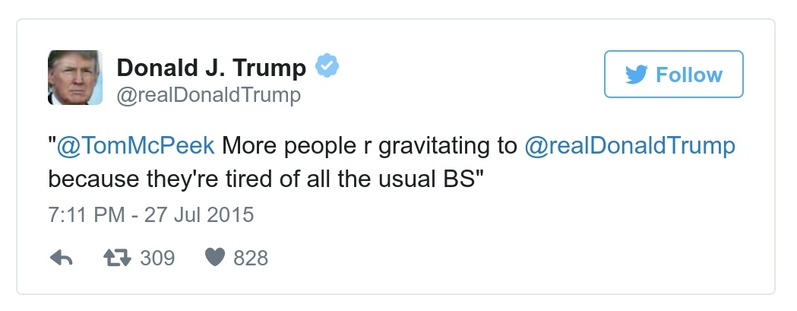 Donald J. Trump
@realDonaldTrump
Follow
"@TomMcPeek More people r gravitating to @realDonaldTrump
because they're tired of all the usual BS"
7:11 PM - 27 Jul 2015
309 828